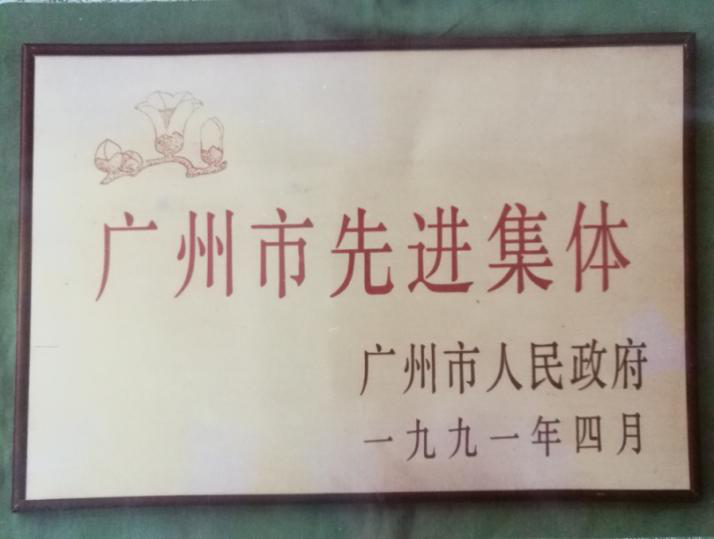 广州市先进集体
广州市人民政府
一九九一年四月